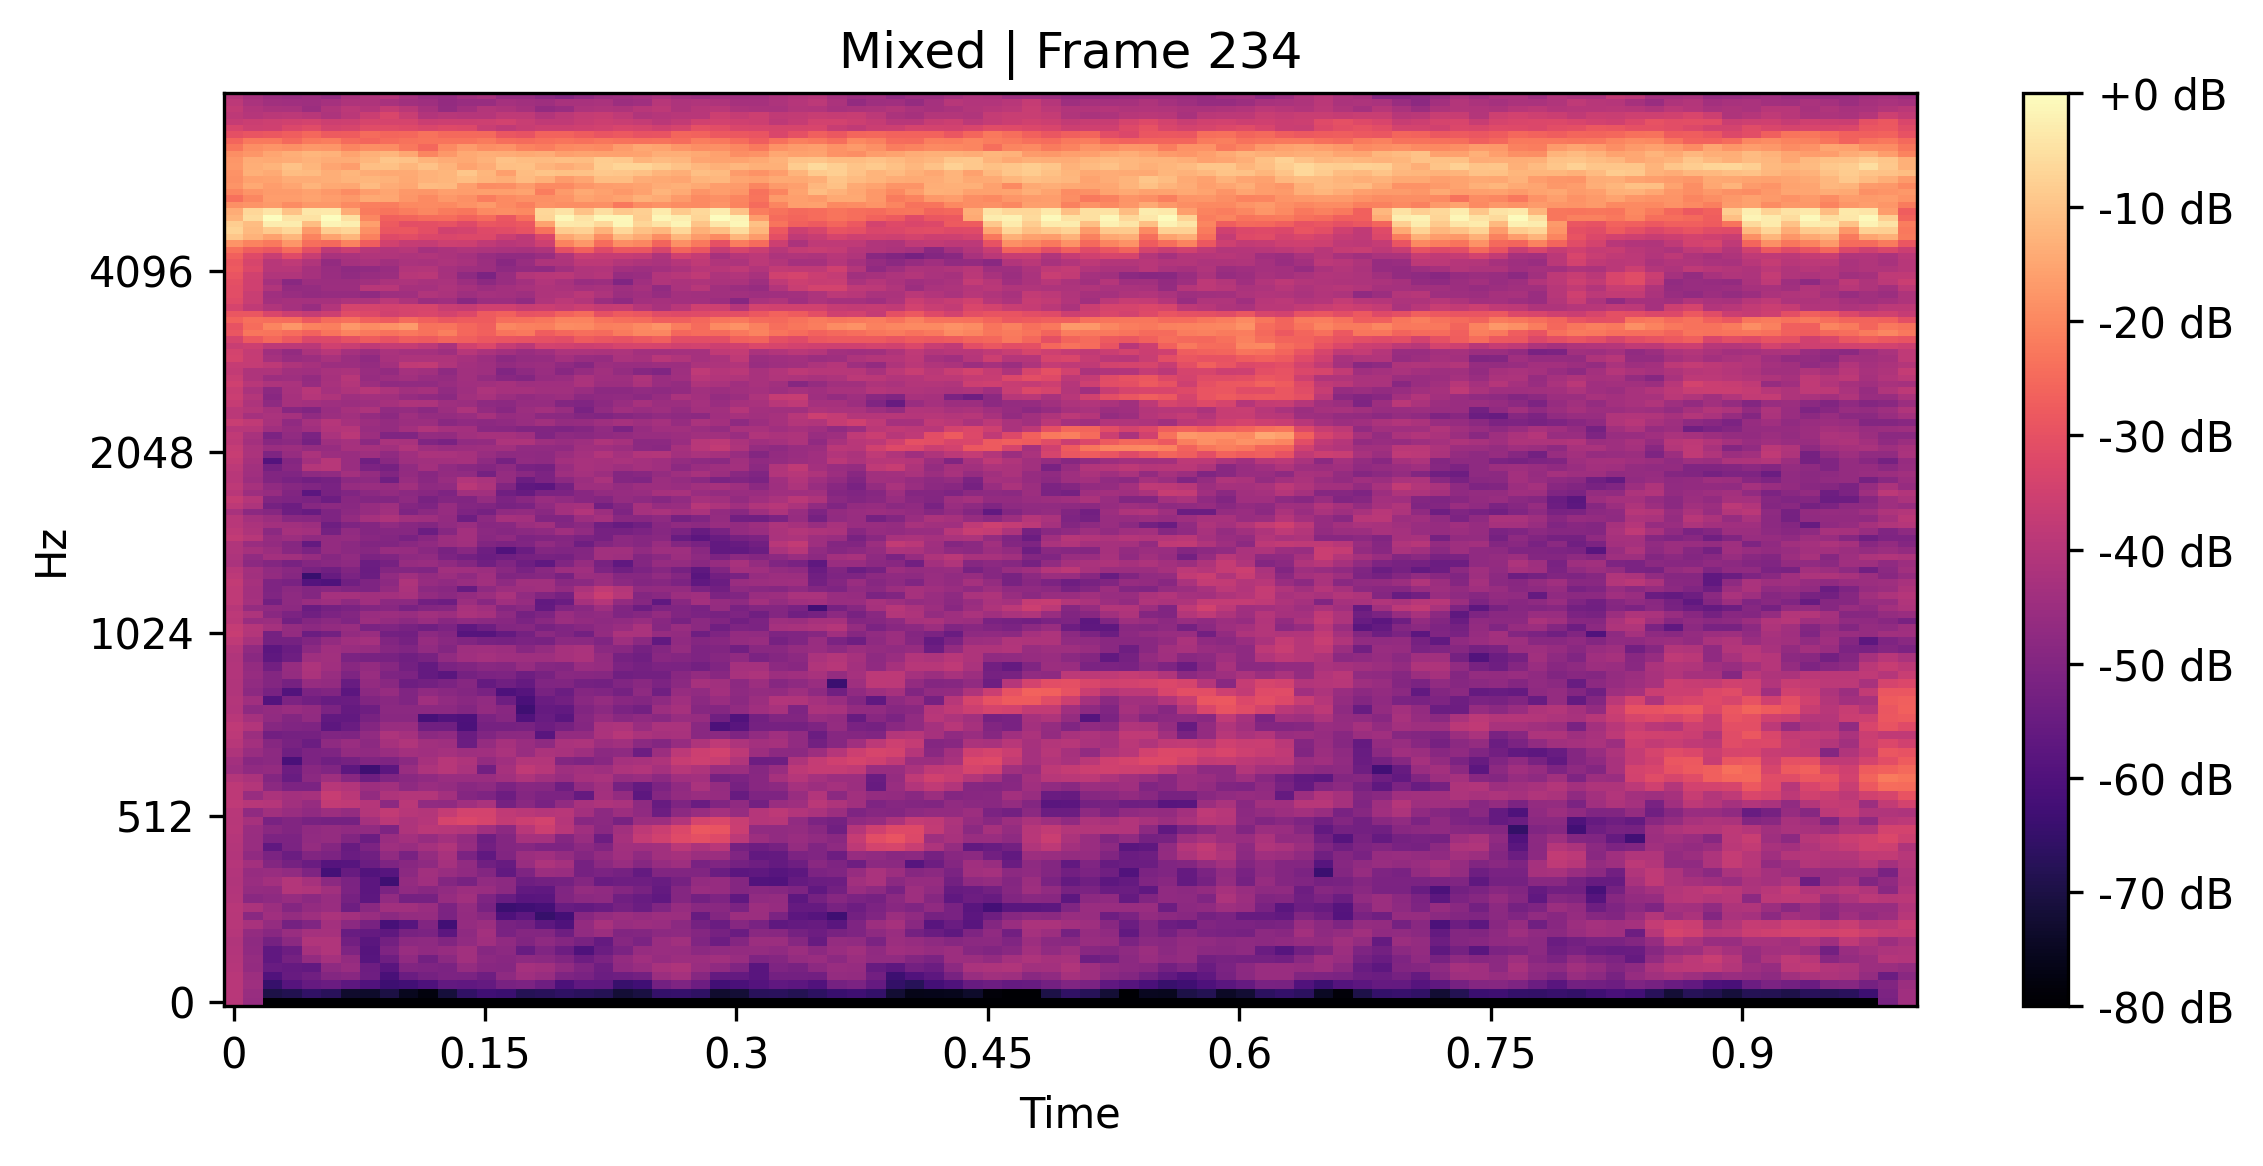 Mixed | Frame 234
+0 dB
-10 dB
-20 dB
-30 dB
-40 dB
-50 dB
-60 dB
-70 dB
-80 dB
4096
2048
1024
512
0
Hz
0 0.15 0.3 0.45 0.6 0.75 0.9
Time